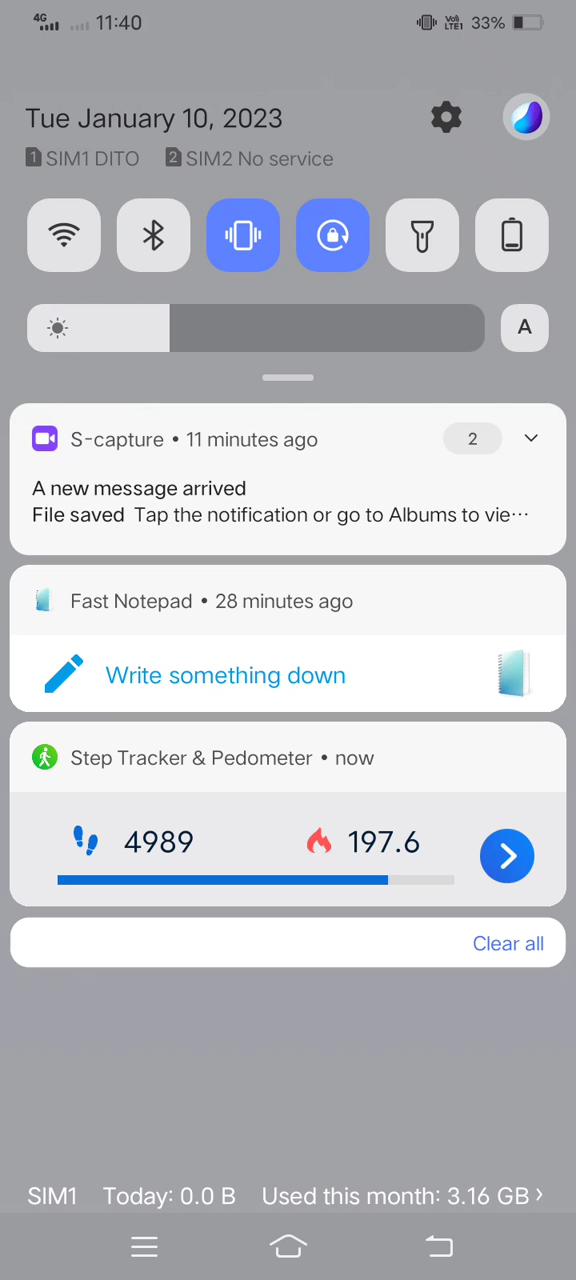 4G 11:40 Vo)) LTE1 33%
Tue January 10, 2023
1 SIM1 DITO 2 SIM2 No service
A
S-capture • 11 minutes ago 2
A new message arrived
File saved Tap the notification or go to Albums to vie···
Fast Notepad • 28 minutes ago
Write something down
Step Tracker & Pedometer • now
4989 197.6
Clear all
SIM1 Today: 0.0 B Used this month: 3.16 GB ›